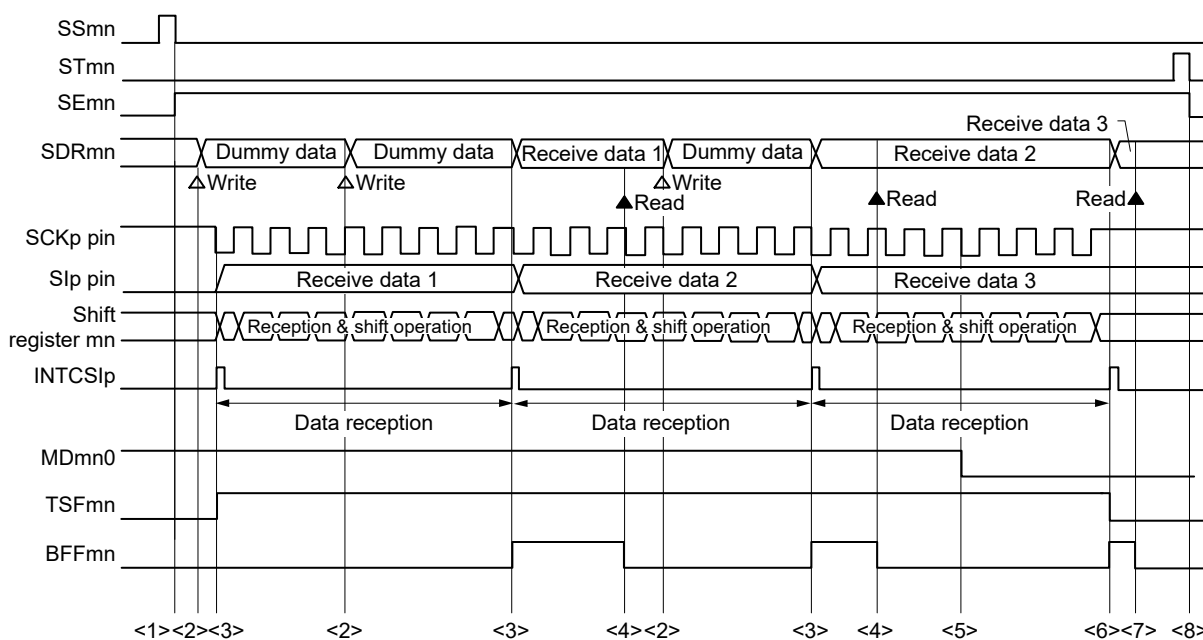 SSmn
STmn
SEmn
Receive data 3
SDRmn Dummy data Dummy data Receive data 1 Dummy data Receive data 2
Write Write Write
Read Read Read
SCKp pin
SIp pin Receive data 1 Receive data 2 Receive data 3
Shift
register mn Reception & shift operation Reception & shift operation Reception & shift operation
INTCSIp
Data reception Data reception Data reception
MDmn0
TSFmn
BFFmn
<1> <2> <3> <2> <3> <4> <2> <3> <4> <5> <6> <7> <8>